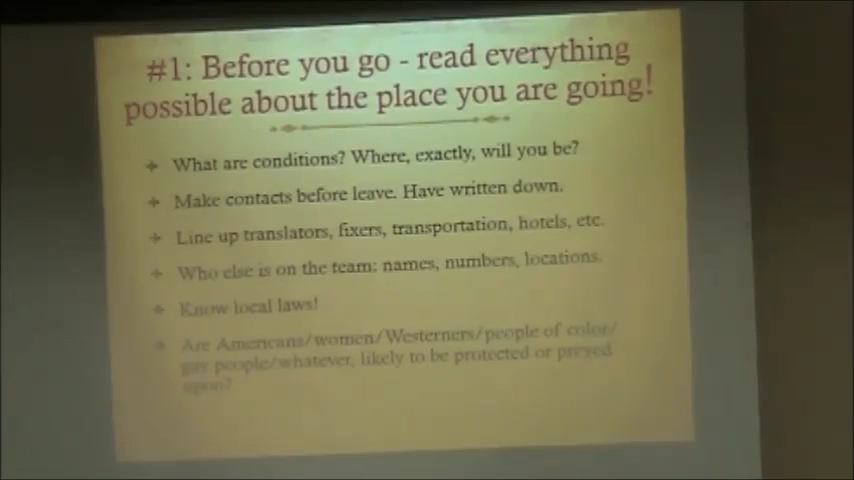 #1: Before you go - read everything
possible about the place you are going!
What are conditions? Where, exactly, will you be?
Make contacts before leave. Have written down.
Line up translators, fixers, transportation, hotels, etc.
Who else is on the team: names, numbers, locations.
Know local laws!
Are Americans/women/Westerners/people of color/
gay people/whatever, likely to be protected or preyed
upon?